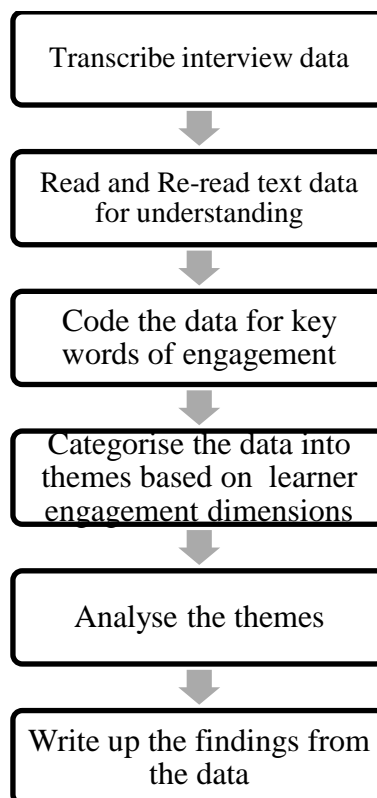 Transcribe interview data
Read and Re-read text data
for understanding
Code the data for key
words of engagement
Categorise the data into
themes based on learner
engagement dimensions
Analyse the themes
Write up the findings from
the data